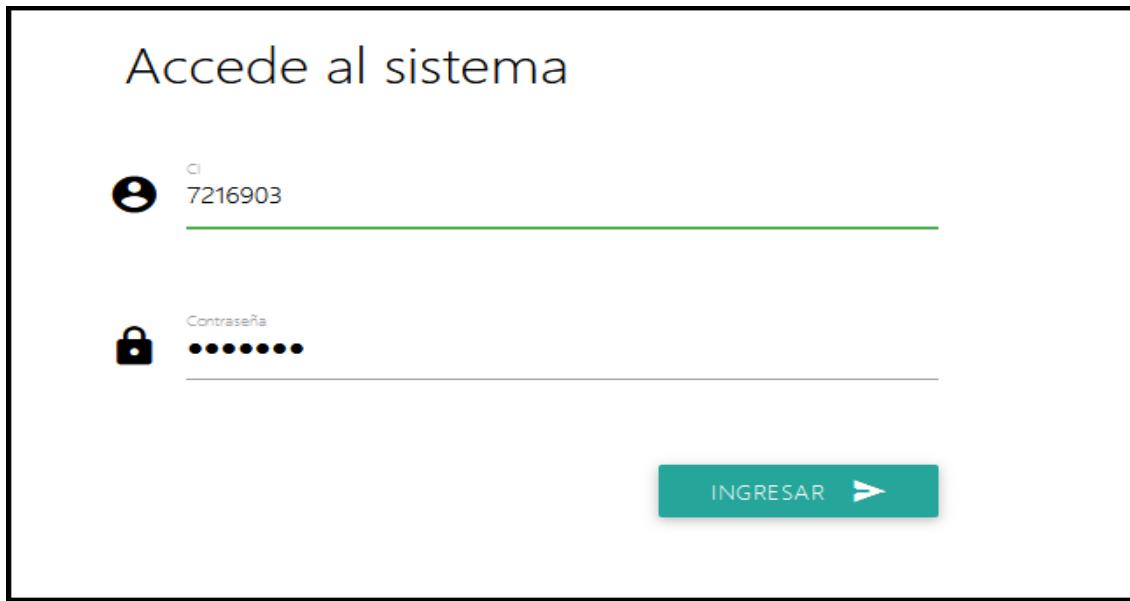 Accede al sistema
CI
7216903
Contraseña
•••••••
INGRESAR